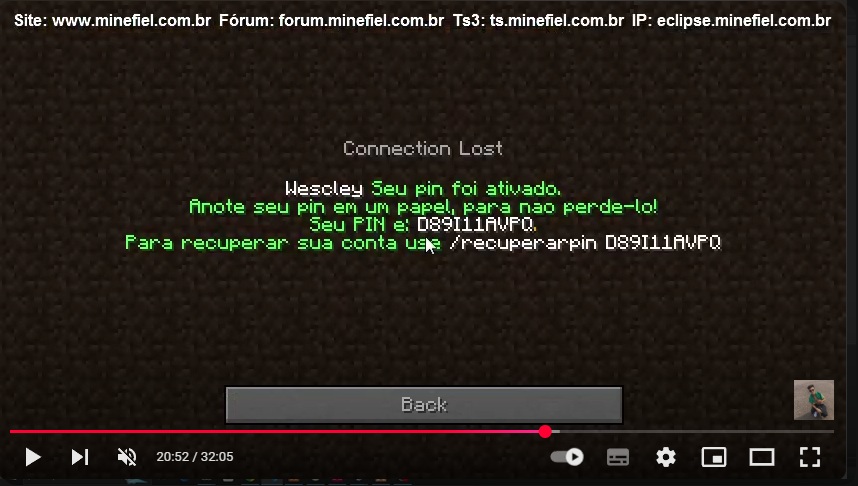 Site: www.minefiel.com.br Fórum: forum.minefiel.com.br Ts3: ts.minefiel.com.br IP: eclipse.minefiel.com.br
Connection Lost
Wescley Seu pin foi ativado.
Anote seu pin em um papel, para nao perde-lo!
Seu PIN e: D89I11AVPQ.
Para recuperar sua conta use /recuperarpin D89I11AVPQ
Back
20:52 / 32:05